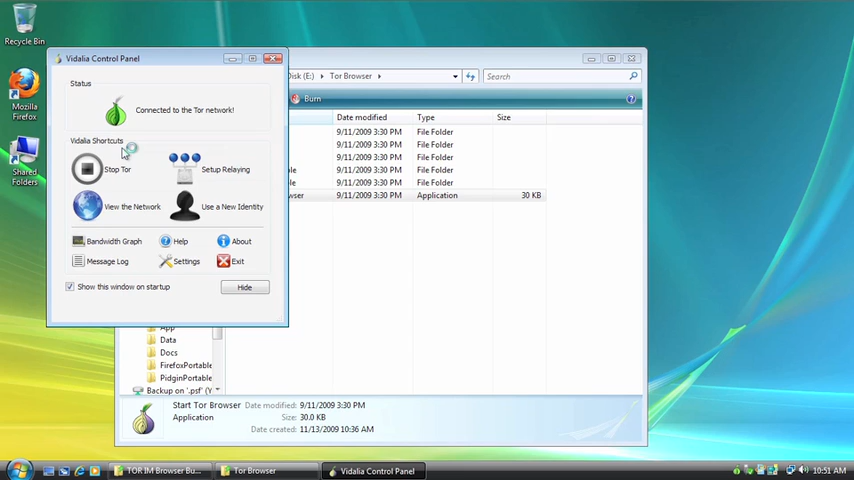 Recycle Bin
Mozilla
Firefox
Shared
Folders
Vidalia Control Panel
Status
Connected to the Tor network!
Vidalia Shortcuts
Stop Tor
Setup Relaying
View the Network
Use a New Identity
Bandwidth Graph
Help
About
Message Log
Settings
Exit
Show this window on startup
Hide
Disk (E:) Tor Browser
Search
Burn
Date modified Type Size
9/11/2009 3:30 PM File Folder
9/11/2009 3:30 PM File Folder
9/11/2009 3:30 PM File Folder
9/11/2009 3:30 PM File Folder
9/11/2009 3:30 PM File Folder
9/11/2009 3:30 PM Application 30 KB
App
Data
Docs
FirefoxPortable
PidginPortable
Backup on '.psf' (Y
Start Tor Browser Date modified: 9/11/2009 3:30 PM
Application Size: 30.0 KB
Date created: 11/13/2009 10:36 AM
TOR IM Browser Bu...
Tor Browser
Vidalia Control Panel
10:51 AM